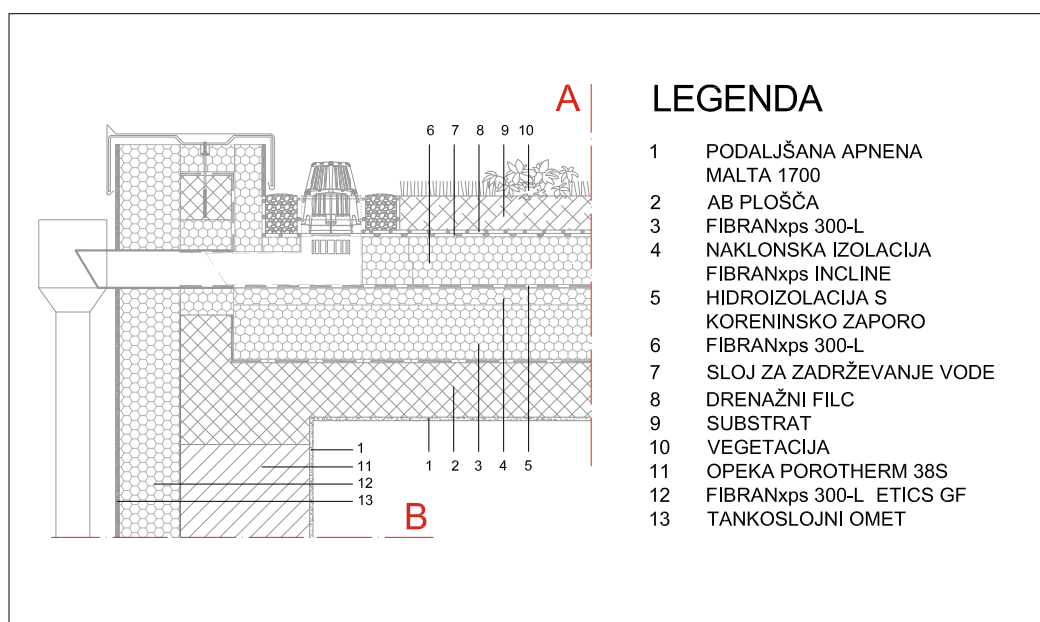 A
LEGENDA
6 7 8 9 10
1 PODALJŠANA APNENA
MALTA 1700
2 AB PLOŠČA
3 FIBRANxps 300-L
4 NAKLONSKA IZOLACIJA
FIBRANxps INCLINE
5 HIDROIZOLACIJA S
KORENINSKO ZAPORO
6 FIBRANxps 300-L
7 SLOJ ZA ZADRŽEVANJE VODE
8 DRENAŽNI FILC
9 SUBSTRAT
10 VEGETACIJA
11 OPEKA POROTHERM 38S
12 FIBRANxps 300-L ETICS GF
13 TANKOSLOJNI OMET
1
11
12
13
1 2 3 4 5
B